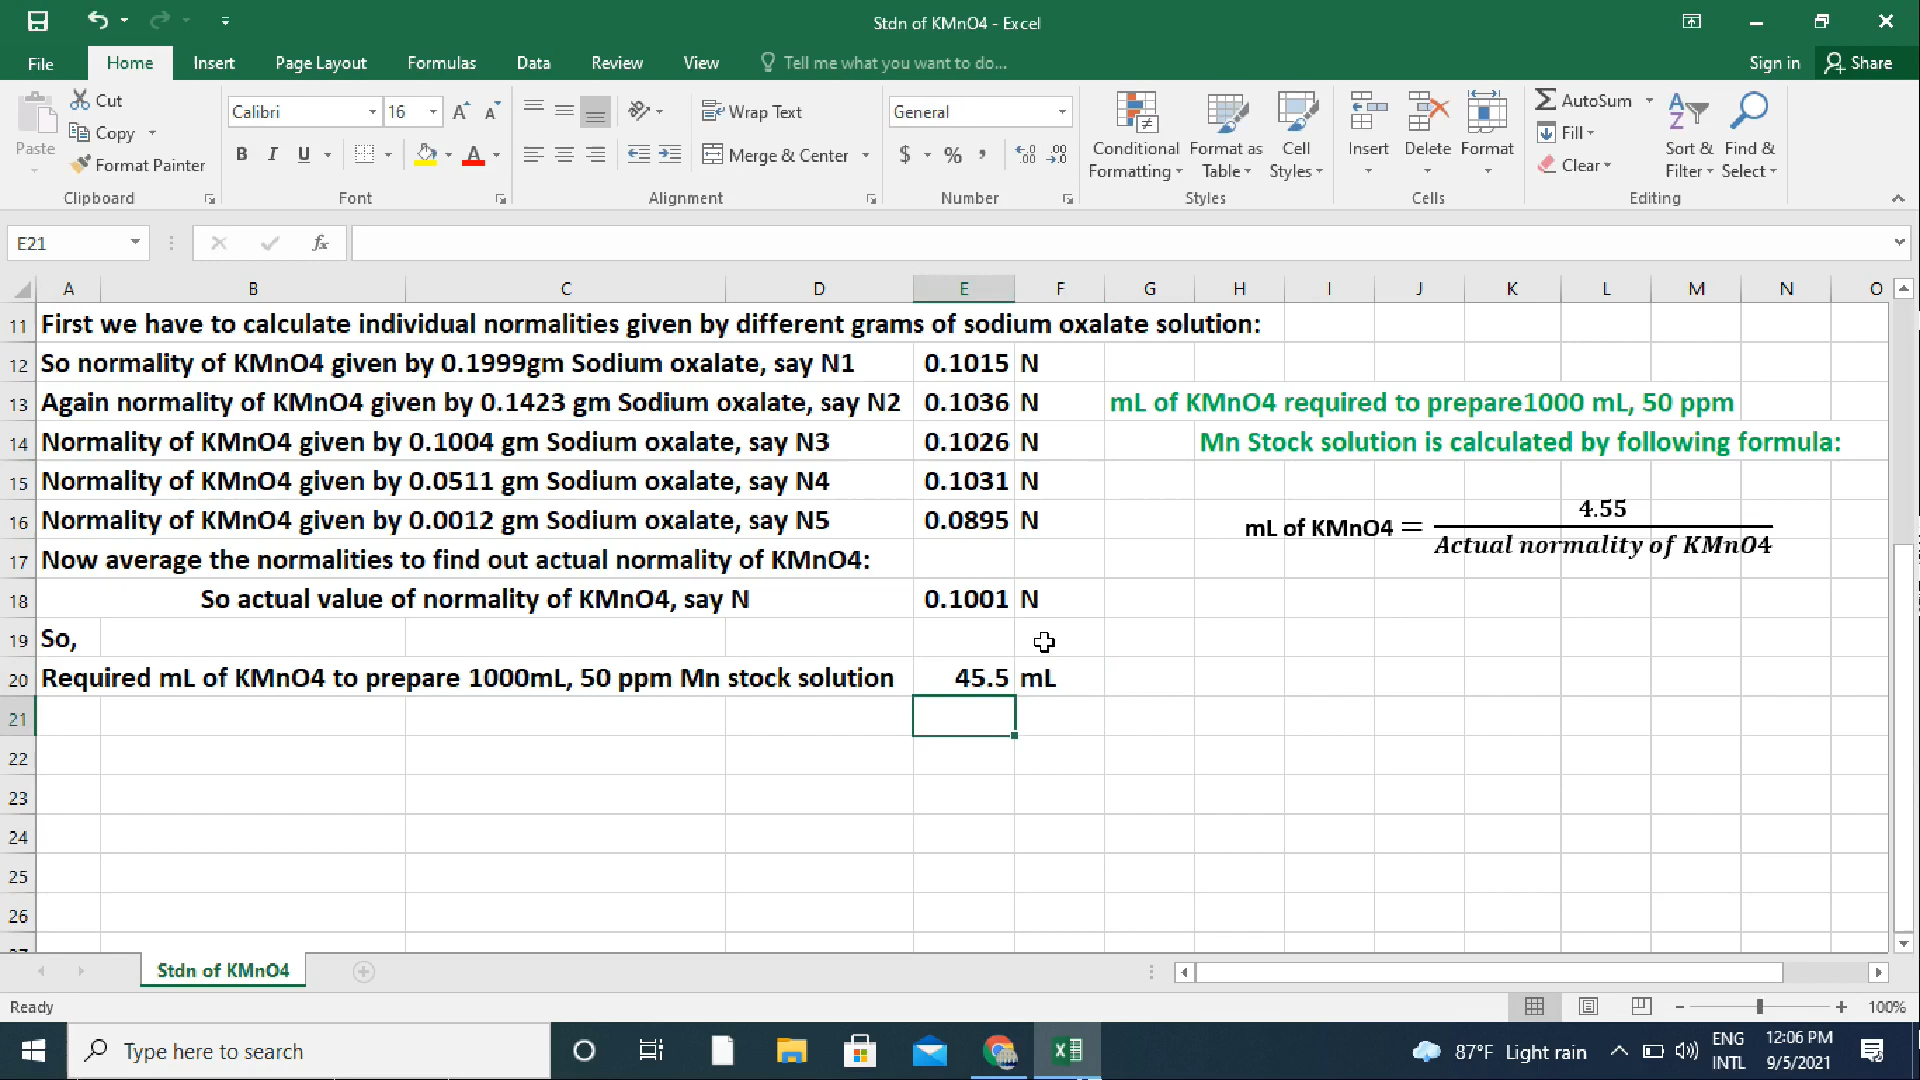 Stdn of KMnO4 - Excel
File Home Insert Page Layout Formulas Data Review View Tell me what you want to do... Sign in Share
Paste Cut Copy Format Painter
Clipboard
Calibri 16
B I U A
Font
Wrap Text
Merge & Center
Alignment
General
$ % ,
Number
Conditional Formatting
Format as Table
Cell Styles
Styles
Insert Delete Format
Cells
AutoSum
Fill
Clear
Sort & Filter
Find & Select
Editing
E21 fx
A B C D E F G H I J K L M N O
11 First we have to calculate individual normalities given by different grams of sodium oxalate solution:
12 So normality of KMnO4 given by 0.1999gm Sodium oxalate, say N1 0.1015 N
13 Again normality of KMnO4 given by 0.1423 gm Sodium oxalate, say N2 0.1036 N mL of KMnO4 required to prepare1000 mL, 50 ppm
14 Normality of KMnO4 given by 0.1004 gm Sodium oxalate, say N3 0.1026 N Mn Stock solution is calculated by following formula:
15 Normality of KMnO4 given by 0.0511 gm Sodium oxalate, say N4 0.1031 N
16 Normality of KMnO4 given by 0.0012 gm Sodium oxalate, say N5 0.0895 N
mL of KMnO4 = 4.55 / Actual normality of KMnO4
17 Now average the normalities to find out actual normality of KMnO4:
18 So actual value of normality of KMnO4, say N 0.1001 N
19 So,
20 Required mL of KMnO4 to prepare 1000mL, 50 ppm Mn stock solution 45.5 mL
21
22
23
24
25
26
Stdn of KMnO4
Ready 100%
Type here to search
87°F Light rain
ENG
INTL
12:06 PM
9/5/2021